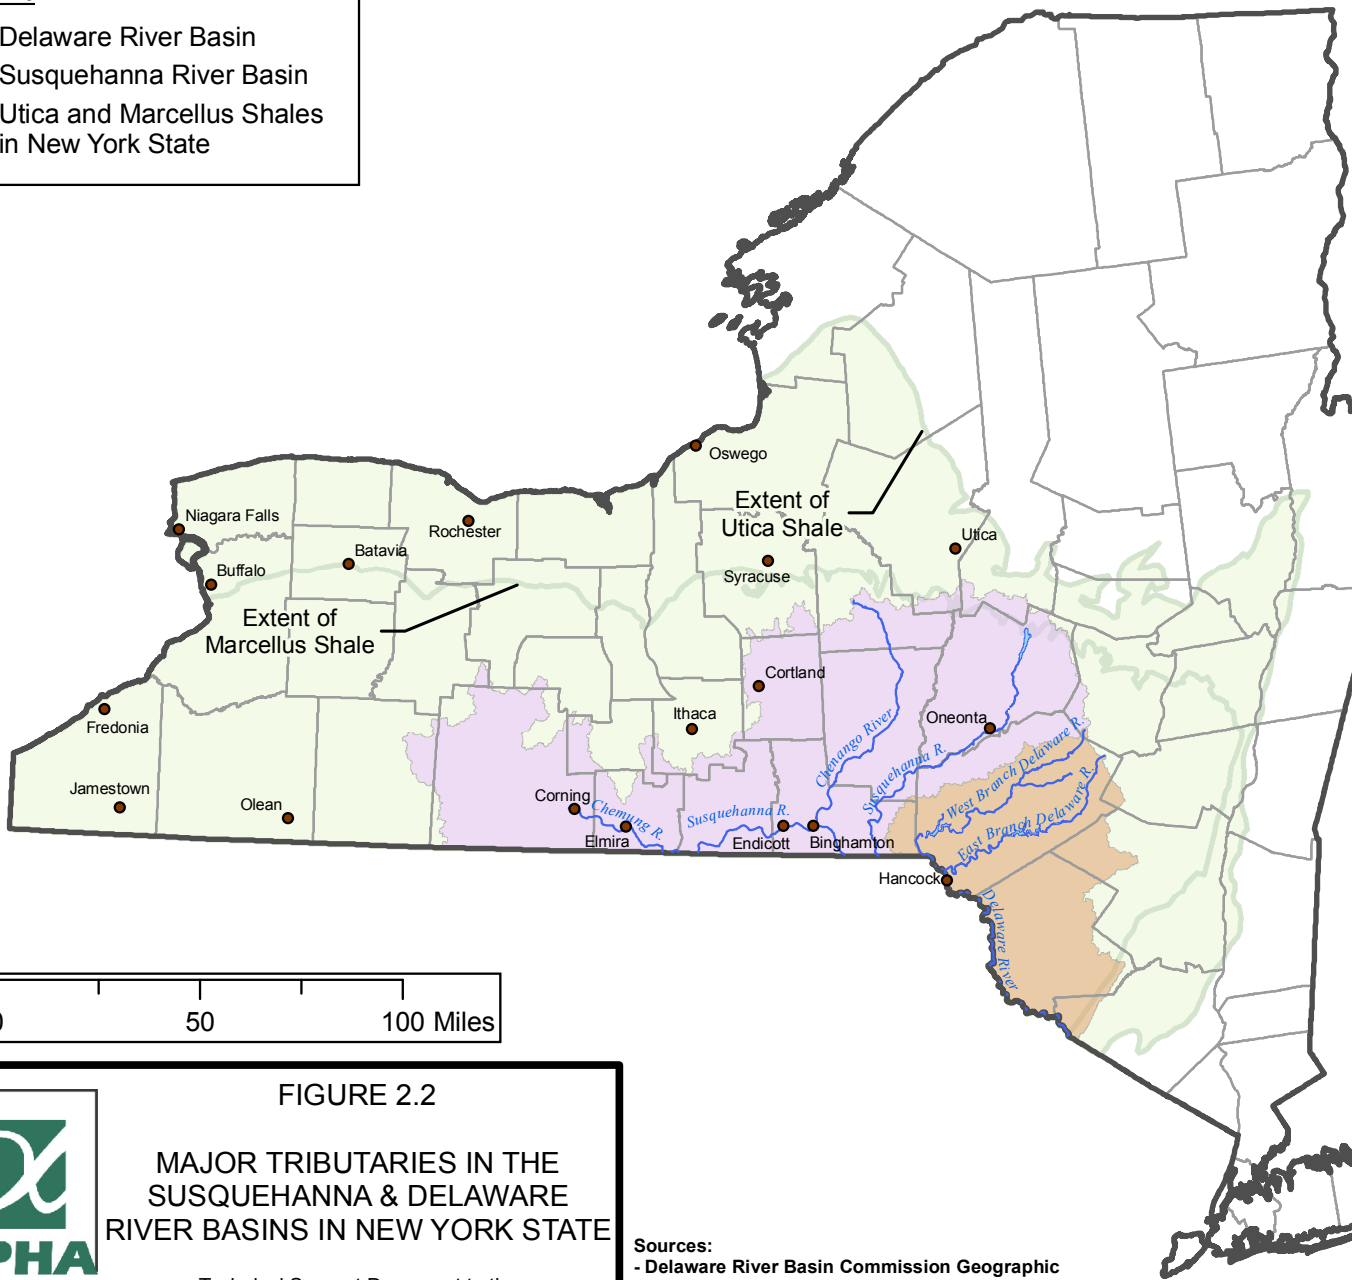 Delaware River Basin
Susquehanna River Basin
Utica and Marcellus Shales
in New York State
Oswego
Extent of
Utica Shale
Niagara Falls
Rochester
Batavia
Utica
Buffalo
Syracuse
Extent of
Marcellus Shale
Cortland
Ithaca
Oneonta
Fredonia
Chenango River
Susquehanna R.
West Branch Delaware R.
East Branch Delaware R.
Jamestown
Olean
Corning
Chemung R.
Elmira
Susquehanna R.
Endicott
Binghamton
Hancock
Delaware River
0 50 100 Miles
FIGURE 2.2
MAJOR TRIBUTARIES IN THE
SUSQUEHANNA & DELAWARE
RIVER BASINS IN NEW YORK STATE
PHA
Sources:
- Delaware River Basin Commission Geographic